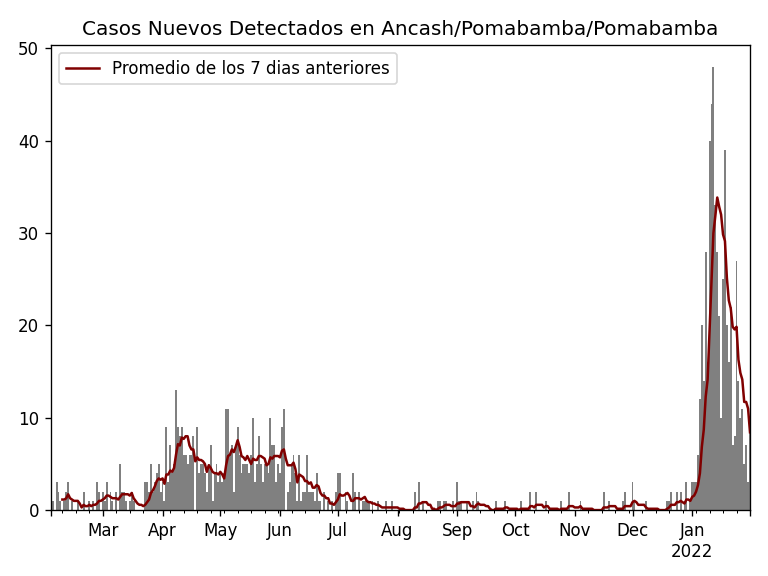 Casos Nuevos Detectados en Ancash/Pomabamba/Pomabamba
Promedio de los 7 dias anteriores
50
40
30
20
10
0
Mar Apr May Jun Jul Aug Sep Oct Nov Dec Jan
2022